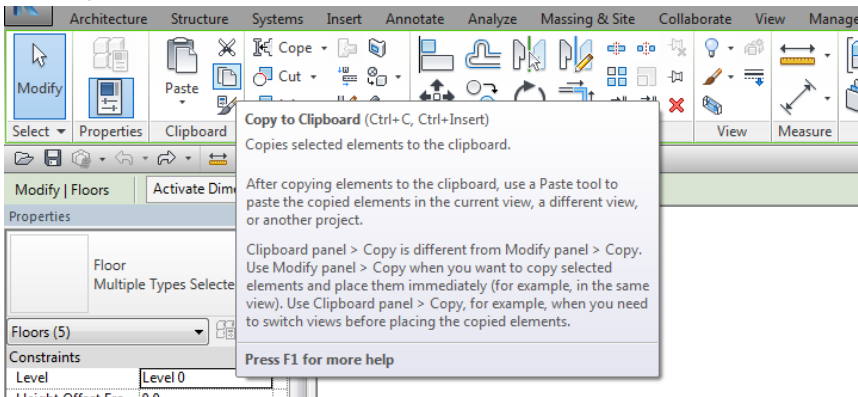 Architecture Structure Systems Insert Annotate Analyze Massing & Site Collaborate View Manag
Cope
Modify
Paste
Cut
Select Properties Clipboard View Measure
Copy to Clipboard (Ctrl+C, Ctrl+Insert)
Copies selected elements to the clipboard.
After copying elements to the clipboard, use a Paste tool to
paste the copied elements in the current view, a different view,
or another project.
Clipboard panel > Copy is different from Modify panel > Copy.
Use Modify panel > Copy when you want to copy selected
elements and place them immediately (for example, in the same
view). Use Clipboard panel > Copy, for example, when you need
to switch views before placing the copied elements.
Press F1 for more help
Modify | Floors Activate Dime
Properties
Floor
Multiple Types Selecte
Floors (5)
Constraints
Level Level 0